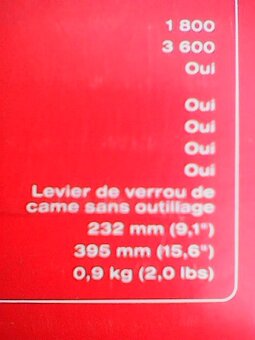 1 800
3 600
Oui
Oui
Oui
Oui
Oui
Levier de verrou de
came sans outillage
232 mm (9,1")
395 mm (15,6")
0,9 kg (2,0 lbs)